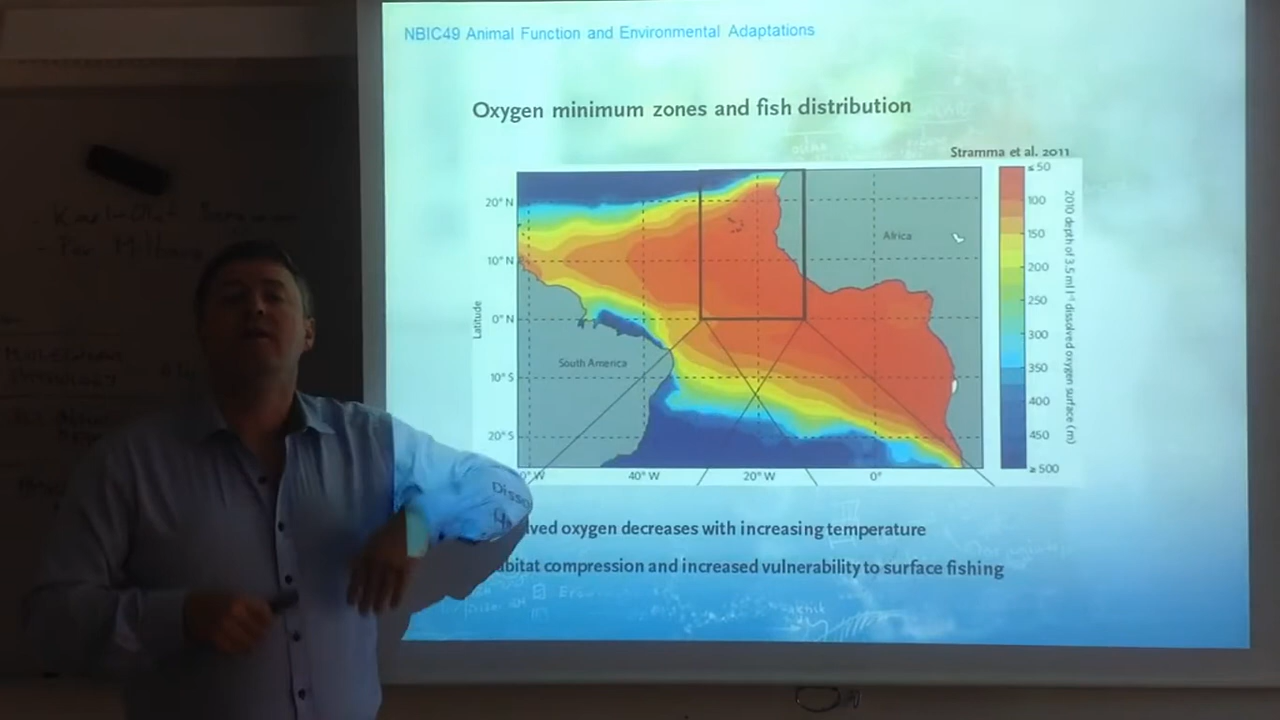 NBIC49 Animal Function and Environmental Adaptations
Oxygen minimum zones and fish distribution
Stramma et al. 2011
20° N
10° N
0° N
10° S
20° S
Latitude
Africa
South America
0° W
40° W
20° W
0°
≤ 50
100
150
200
250
300
350
400
450
≥ 500
2010 depth of 3.5 ml l⁻¹ dissolved oxygen surface (m)
Disso
lved oxygen decreases with increasing temperature
abitat compression and increased vulnerability to surface fishing